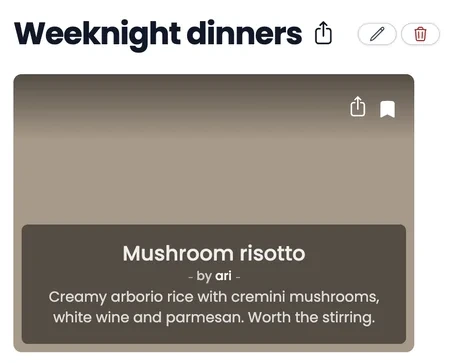 Weeknight dinners
Mushroom risotto
- by ari -
Creamy arborio rice with cremini mushrooms,
white wine and parmesan. Worth the stirring.